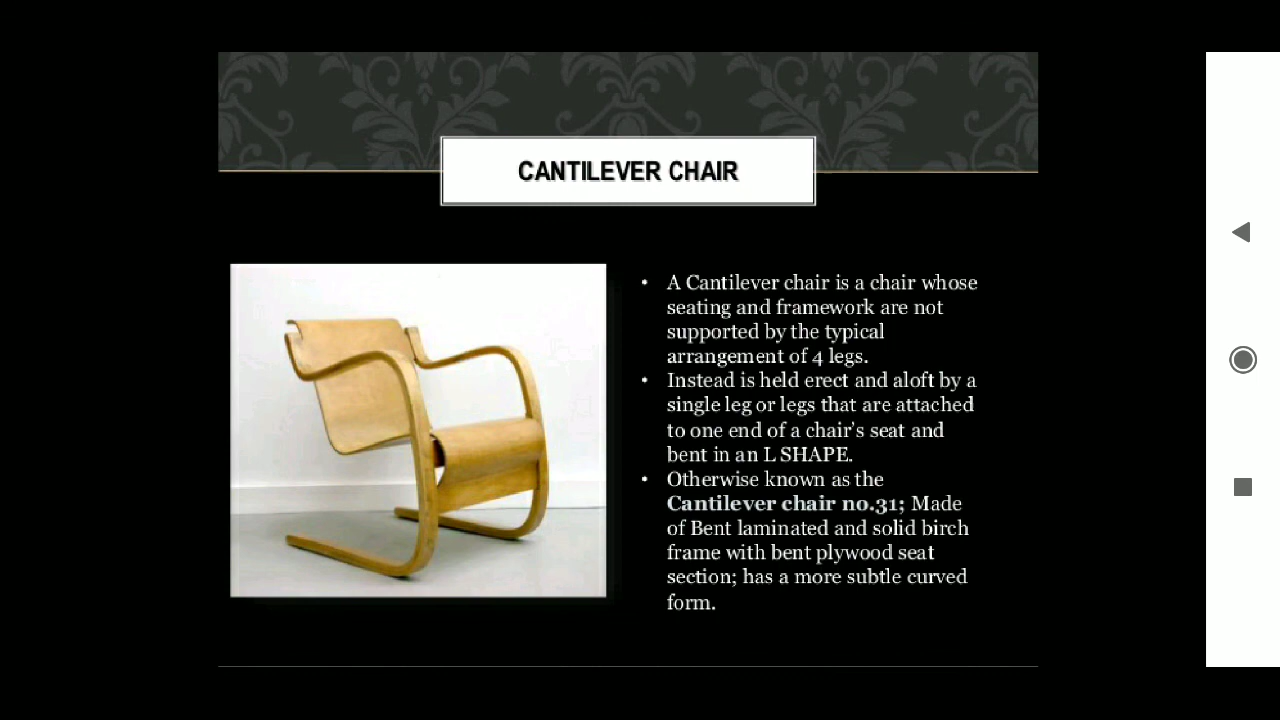 CANTILEVER CHAIR
• A Cantilever chair is a chair whose
seating and framework are not
supported by the typical
arrangement of 4 legs.
• Instead is held erect and aloft by a
single leg or legs that are attached
to one end of a chair's seat and
bent in an L SHAPE.
• Otherwise known as the
Cantilever chair no.31; Made
of Bent laminated and solid birch
frame with bent plywood seat
section; has a more subtle curved
form.